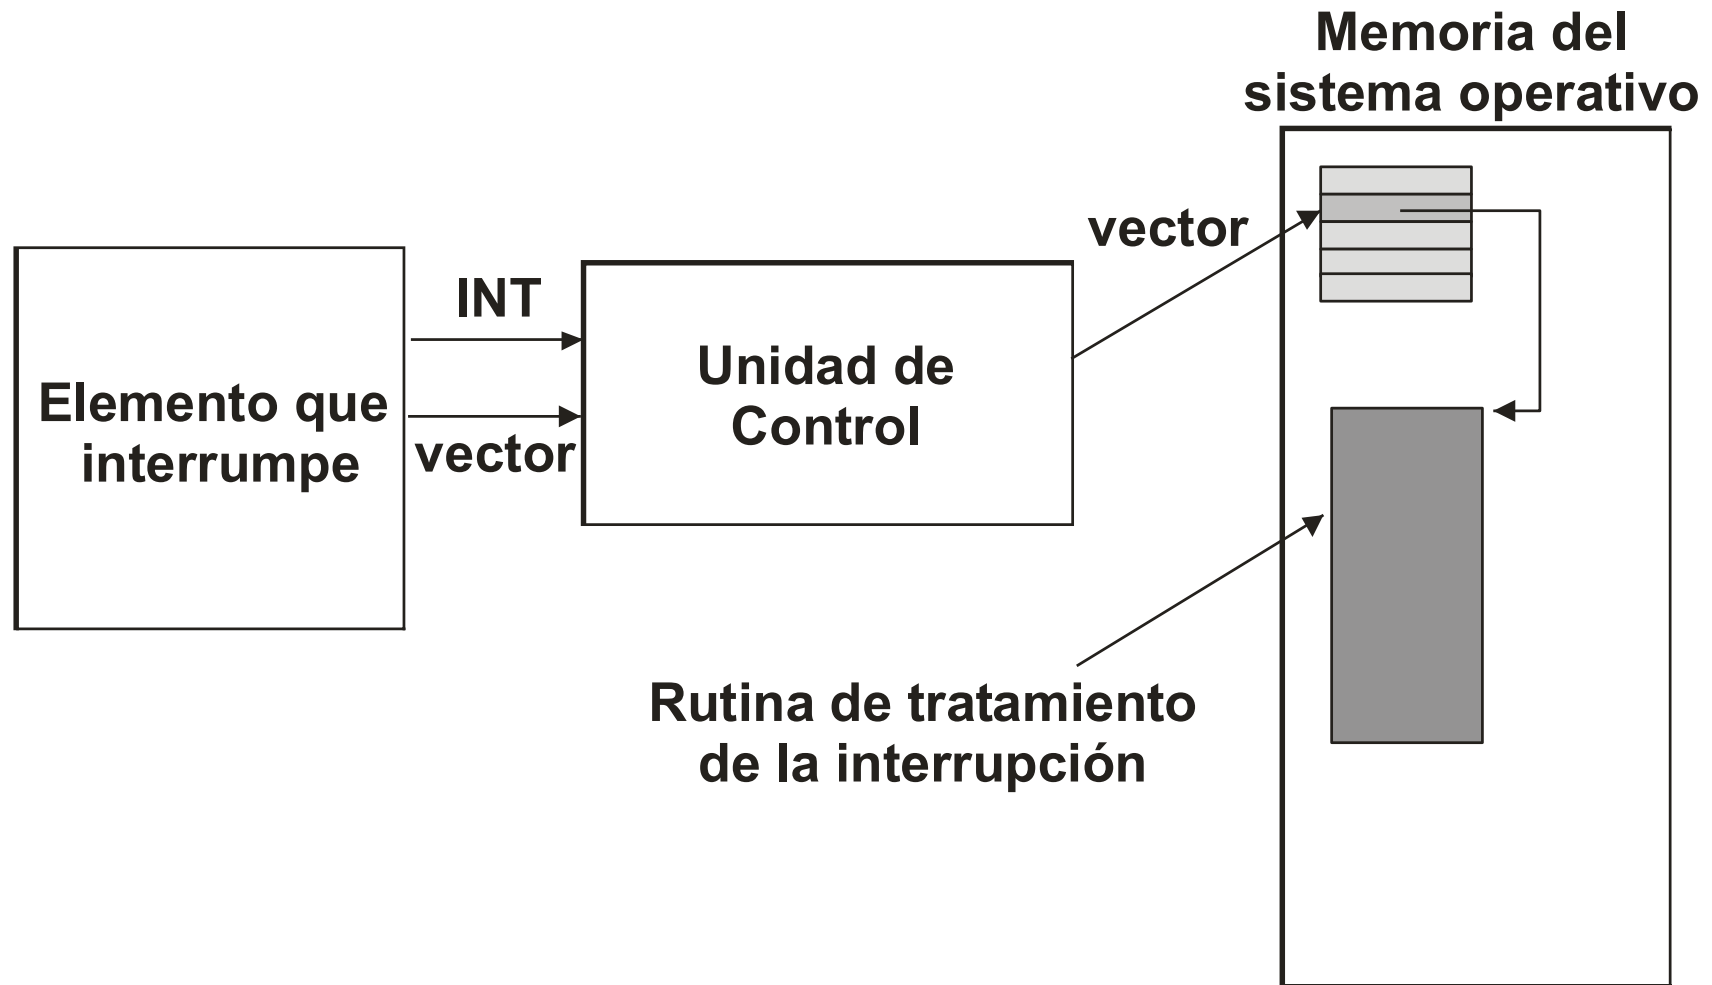 Memoria del
sistema operativo
vector
INT
Unidad de
Control
Elemento que
interrumpe
vector
Rutina de tratamiento
de la interrupción